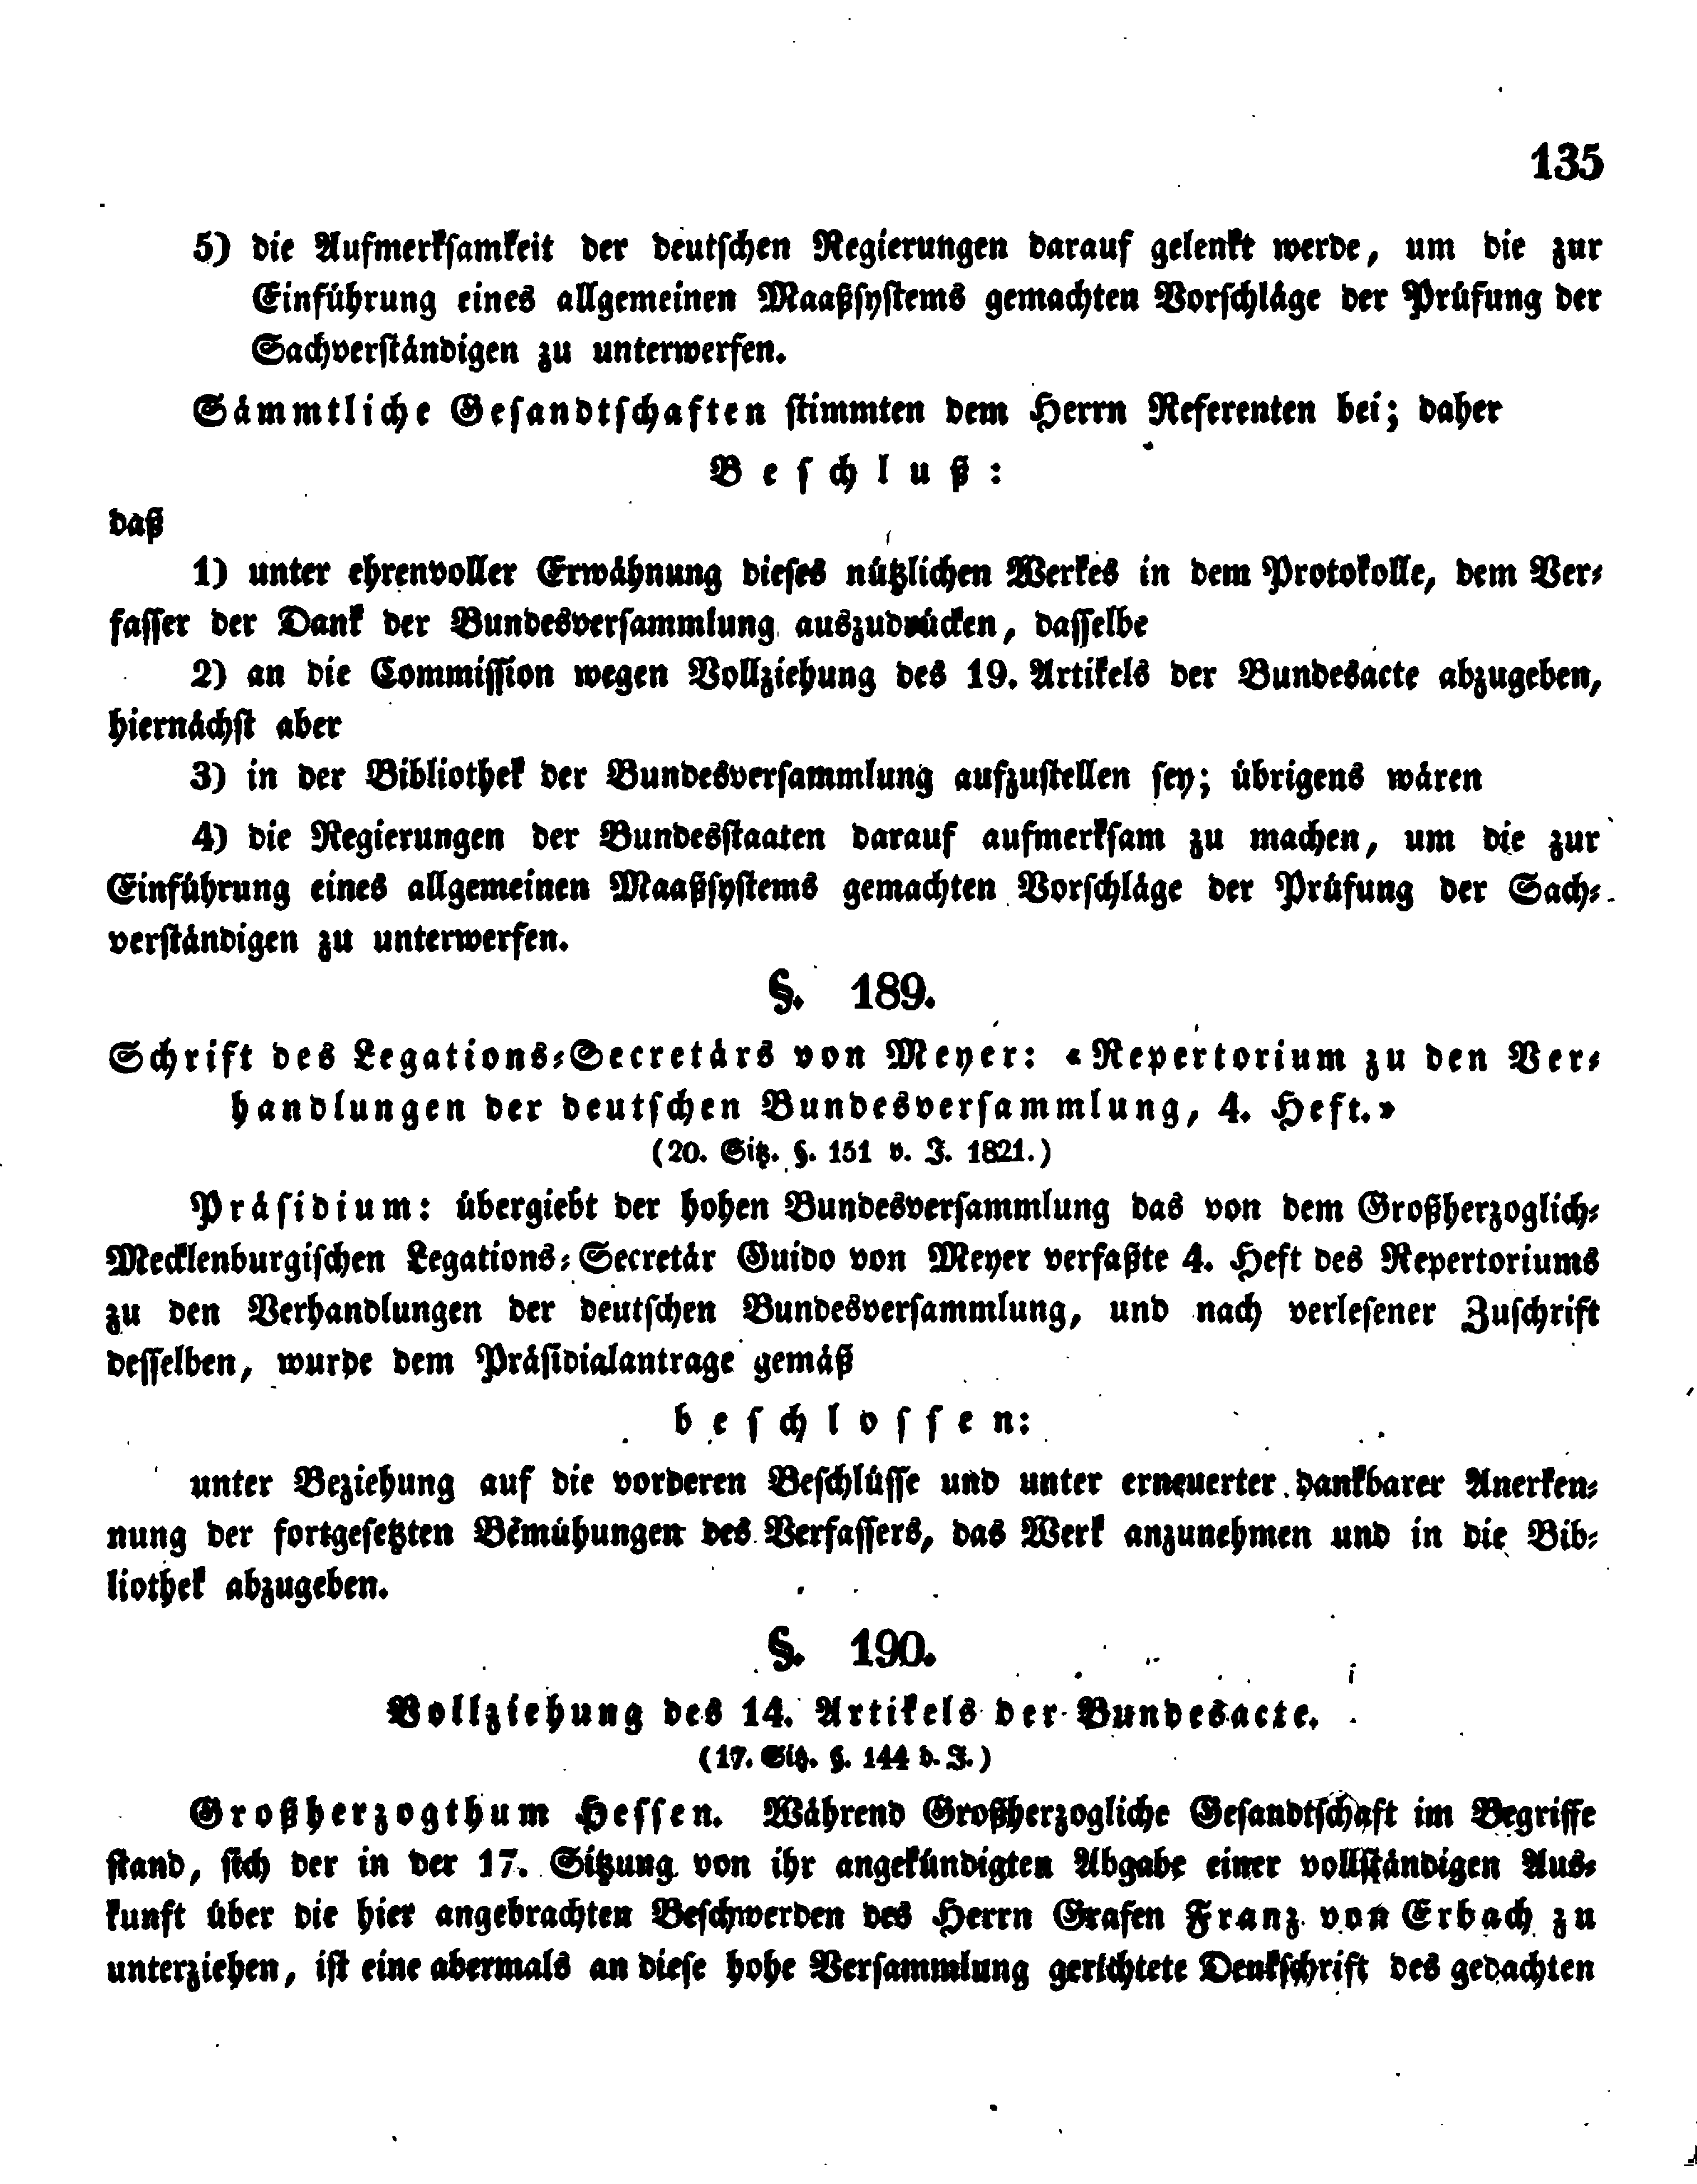 135
5) die Aufmerksamkeit der deutschen Regierungen darauf gelenkt werde, um die zur
Einführung eines allgemeinen Maaßsystems gemachten Vorschläge der Prüfung der
Sachverständigen zu unterwerfen.
Sämmtliche Gesandtschaften stimmten dem Herrn Referenten bei; daher
Beschluß:
daß
1) unter ehrenvoller Erwähnung dieses nützlichen Werkes in dem Protokolle, dem Ver-
fasser der Dank der Bundesversammlung auszudrücken, dasselbe
2) an die Commission wegen Vollziehung des 19. Artikels der Bundesacte abzugeben,
hiernächst aber
3) in der Bibliothek der Bundesversammlung aufzustellen sey; übrigens wären
4) die Regierungen der Bundesstaaten darauf aufmerksam zu machen, um die zur
Einführung eines allgemeinen Maaßsystems gemachten Vorschläge der Prüfung der Sach-
verständigen zu unterwerfen.
§. 189.
Schrift des Legations-Secretärs von Meyer: «Repertorium zu den Ver-
handlungen der deutschen Bundesversammlung, 4. Heft.»
(20. Sitz. §. 151 v. J. 1821.)
Präsidium: übergiebt der hohen Bundesversammlung das von dem Großherzoglich-
Mecklenburgischen Legations-Secretär Guido von Meyer verfaßte 4. Heft des Repertoriums
zu den Verhandlungen der deutschen Bundesversammlung, und nach verlesener Zuschrift
desselben, wurde dem Präsidialantrage gemäß
beschlossen:
unter Beziehung auf die vorderen Beschlüsse und unter erneuerter dankbarer Anerken-
nung der fortgesetzten Bemühungen des Verfassers, das Werk anzunehmen und in die Bib-
liothek abzugeben.
§. 190.
Vollziehung des 14. Artikels der Bundesacte.
(17. Sitz. §. 144 d. J.)
Großherzogthum Hessen. Während Großherzogliche Gesandtschaft im Begriffe
stand, sich der in der 17. Sitzung von ihr angekündigten Abgabe einer vollständigen Aus-
kunft über die hier angebrachten Beschwerden des Herrn Grafen Franz von Erbach zu
unterziehen, ist eine abermals an diese hohe Versammlung gerichtete Denkschrift des gedachten